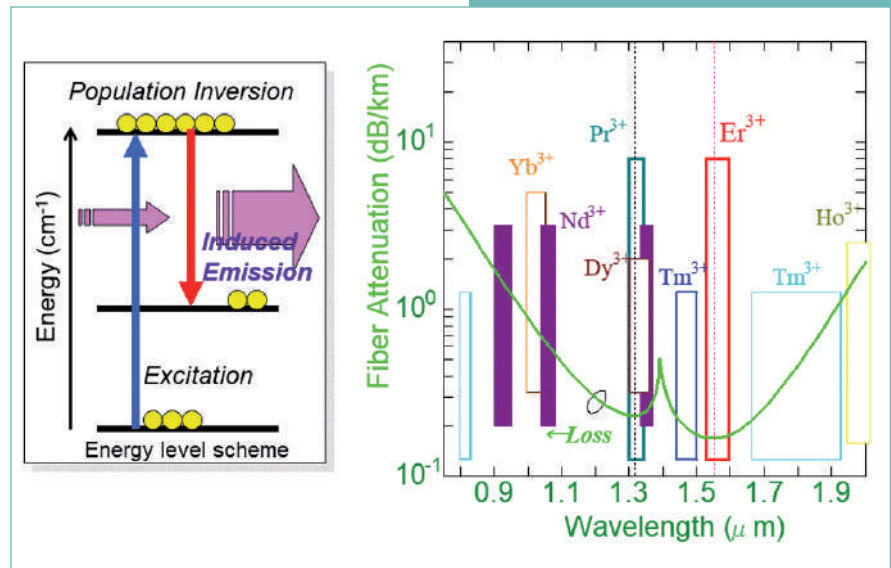 Population Inversion
Energy (cm⁻¹)
Induced
Emission
Excitation
Energy level scheme
Fiber Attenuation (dB/km)
10¹
10⁰
10⁻¹
Yb³⁺
Pr³⁺
Er³⁺
Nd³⁺
Ho³⁺
Dy³⁺
Tm³⁺
Tm³⁺
←Loss
0.9 1.1 1.3 1.5 1.7 1.9
Wavelength (μ m)